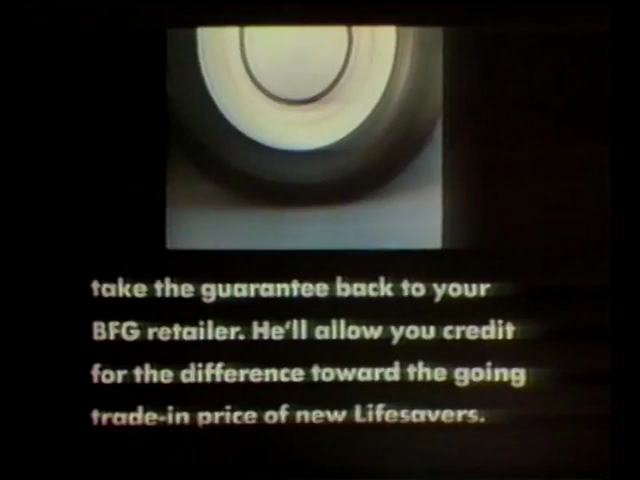 take the guarantee back to your
BFG retailer. He'll allow you credit
for the difference toward the going
trade-in price of new Lifesavers.